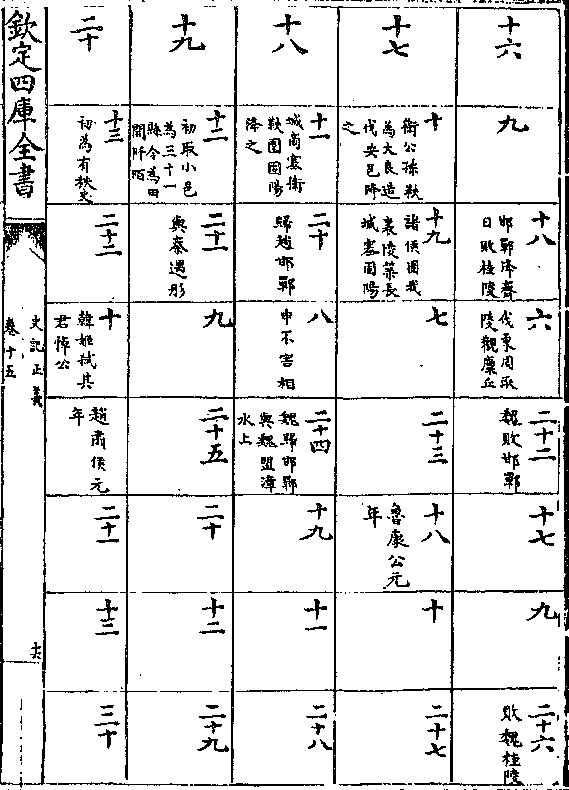 十六
九
十八
邯鄲降齊
日敗桂陵
六
伐東周取
陵觀廩丘
二十二
魏敗邯鄲
十七
九
二十六
敗魏桂陵
十七
十
衛公孫鞅
為大良造
伐安邑降
之
十九
諸侯圍我
襄陵築長
城塞固陽
七
二十三
十八
魯康公元
年
十
二十七
十八
十一
城商塞衛
鞅圍固陽
降之
二十
歸趙邯鄲
八
申不害相
二十四
魏歸邯鄲
與魏盟漳
水上
十九
十一
二十八
十九
十二
初取小邑
為三十一
縣令為田
開阡陌
二十一
與秦遇彤
九
二十五
二十
十二
二十九
二十
十三
初為有秩史
二十二
十
韓姬弑其
君悼公
趙肅侯元
年
二十一
十三
三十
欽定四庫全書
史記正義
卷十五
十六